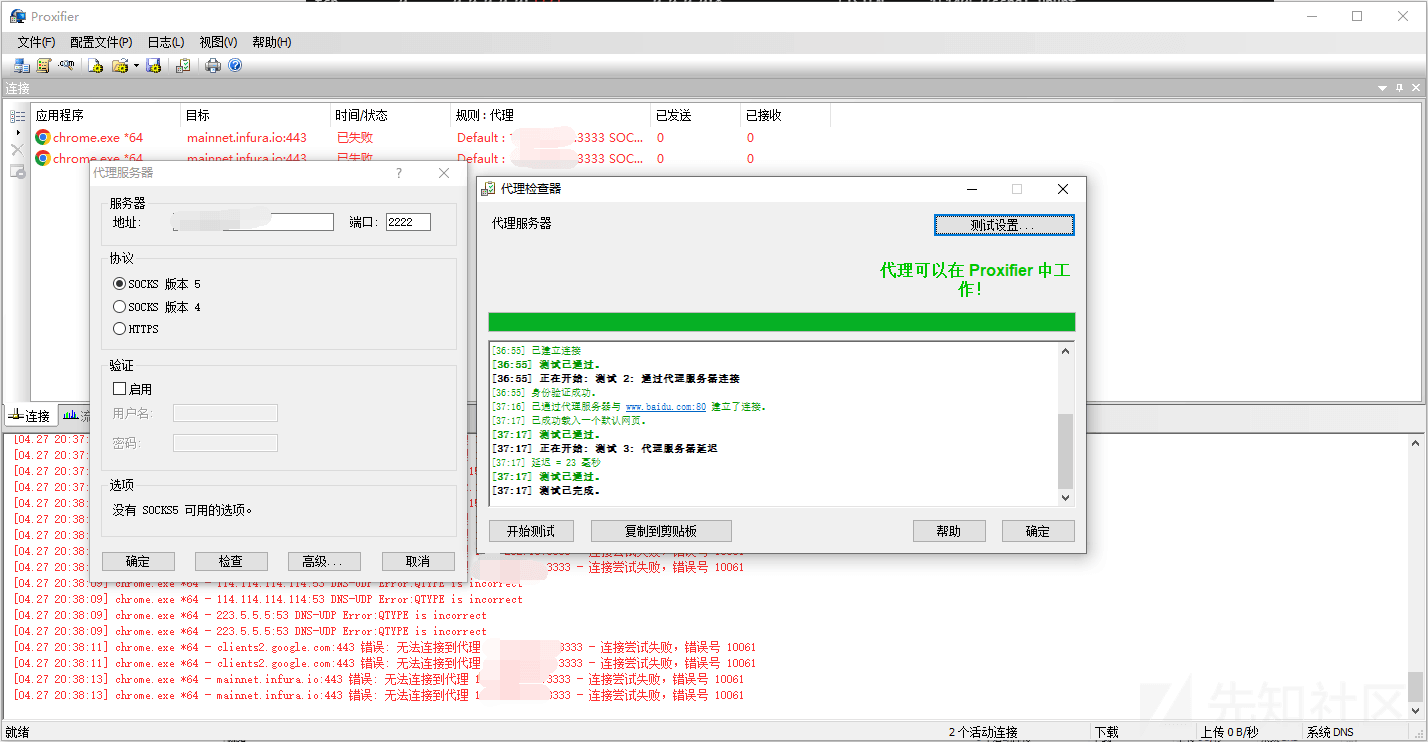 Proxifier
文件(F) 配置文件(P) 日志(L) 视图(V) 帮助(H)
连接
应用程序 目标 时间/状态 规则 : 代理 已发送 已接收
chrome.exe *64 mainnet.infura.io:443 已失败 Default : .3333 SOC... 0 0
chrome.exe *64 mainnet.infura.io:443 已失败 Default : .3333 SOC... 0 0
代理服务器
?
服务器
地址: 端口: 2222
协议
SOCKS 版本 5
SOCKS 版本 4
HTTPS
验证
启用
用户名:
密码:
选项
没有 SOCKS5 可用的选项。
确定 检查 高级... 取消
代理检查器
代理服务器 测试设置...
代理可以在 Proxifier 中工
作!
[36:55] 已建立连接
[36:55] 测试已通过。
[36:55] 正在开始: 测试 2: 通过代理服务器连接
[36:55] 身份验证成功。
[37:16] 已通过代理服务器与 www.baidu.com:80 建立了连接。
[37:17] 已成功载入一个默认网页。
[37:17] 测试已通过。
[37:17] 正在开始: 测试 3: 代理服务器延迟
[37:17] 延迟 = 23 毫秒
[37:17] 测试已通过。
[37:17] 测试已完成。
开始测试 复制到剪贴板 帮助 确定
连接
[04.27 20:37:
[04.27 20:37:
[04.27 20:37:
[04.27 20:37:
[04.27 20:38:
[04.27 20:38:
[04.27 20:38:
[04.27 20:38:
[04.27 20:38: 3333 - 连接尝试失败，错误号 10061
[04.27 20:38:09] chrome.exe *64 - 114.114.114.114:53 DNS-UDP Error:QTYPE is incorrect
[04.27 20:38:09] chrome.exe *64 - 114.114.114.114:53 DNS-UDP Error:QTYPE is incorrect
[04.27 20:38:09] chrome.exe *64 - 223.5.5.5:53 DNS-UDP Error:QTYPE is incorrect
[04.27 20:38:09] chrome.exe *64 - 223.5.5.5:53 DNS-UDP Error:QTYPE is incorrect
[04.27 20:38:11] chrome.exe *64 - clients2.google.com:443 错误: 无法连接到代理 3333 - 连接尝试失败，错误号 10061
[04.27 20:38:11] chrome.exe *64 - clients2.google.com:443 错误: 无法连接到代理 3333 - 连接尝试失败，错误号 10061
[04.27 20:38:13] chrome.exe *64 - mainnet.infura.io:443 错误: 无法连接到代理 1 3333 - 连接尝试失败，错误号 10061
[04.27 20:38:13] chrome.exe *64 - mainnet.infura.io:443 错误: 无法连接到代理 1 3333 - 连接尝试失败，错误号 10061
先知社区
就绪 2 个活动连接 下载 上传 0 B/秒 系统 DNS